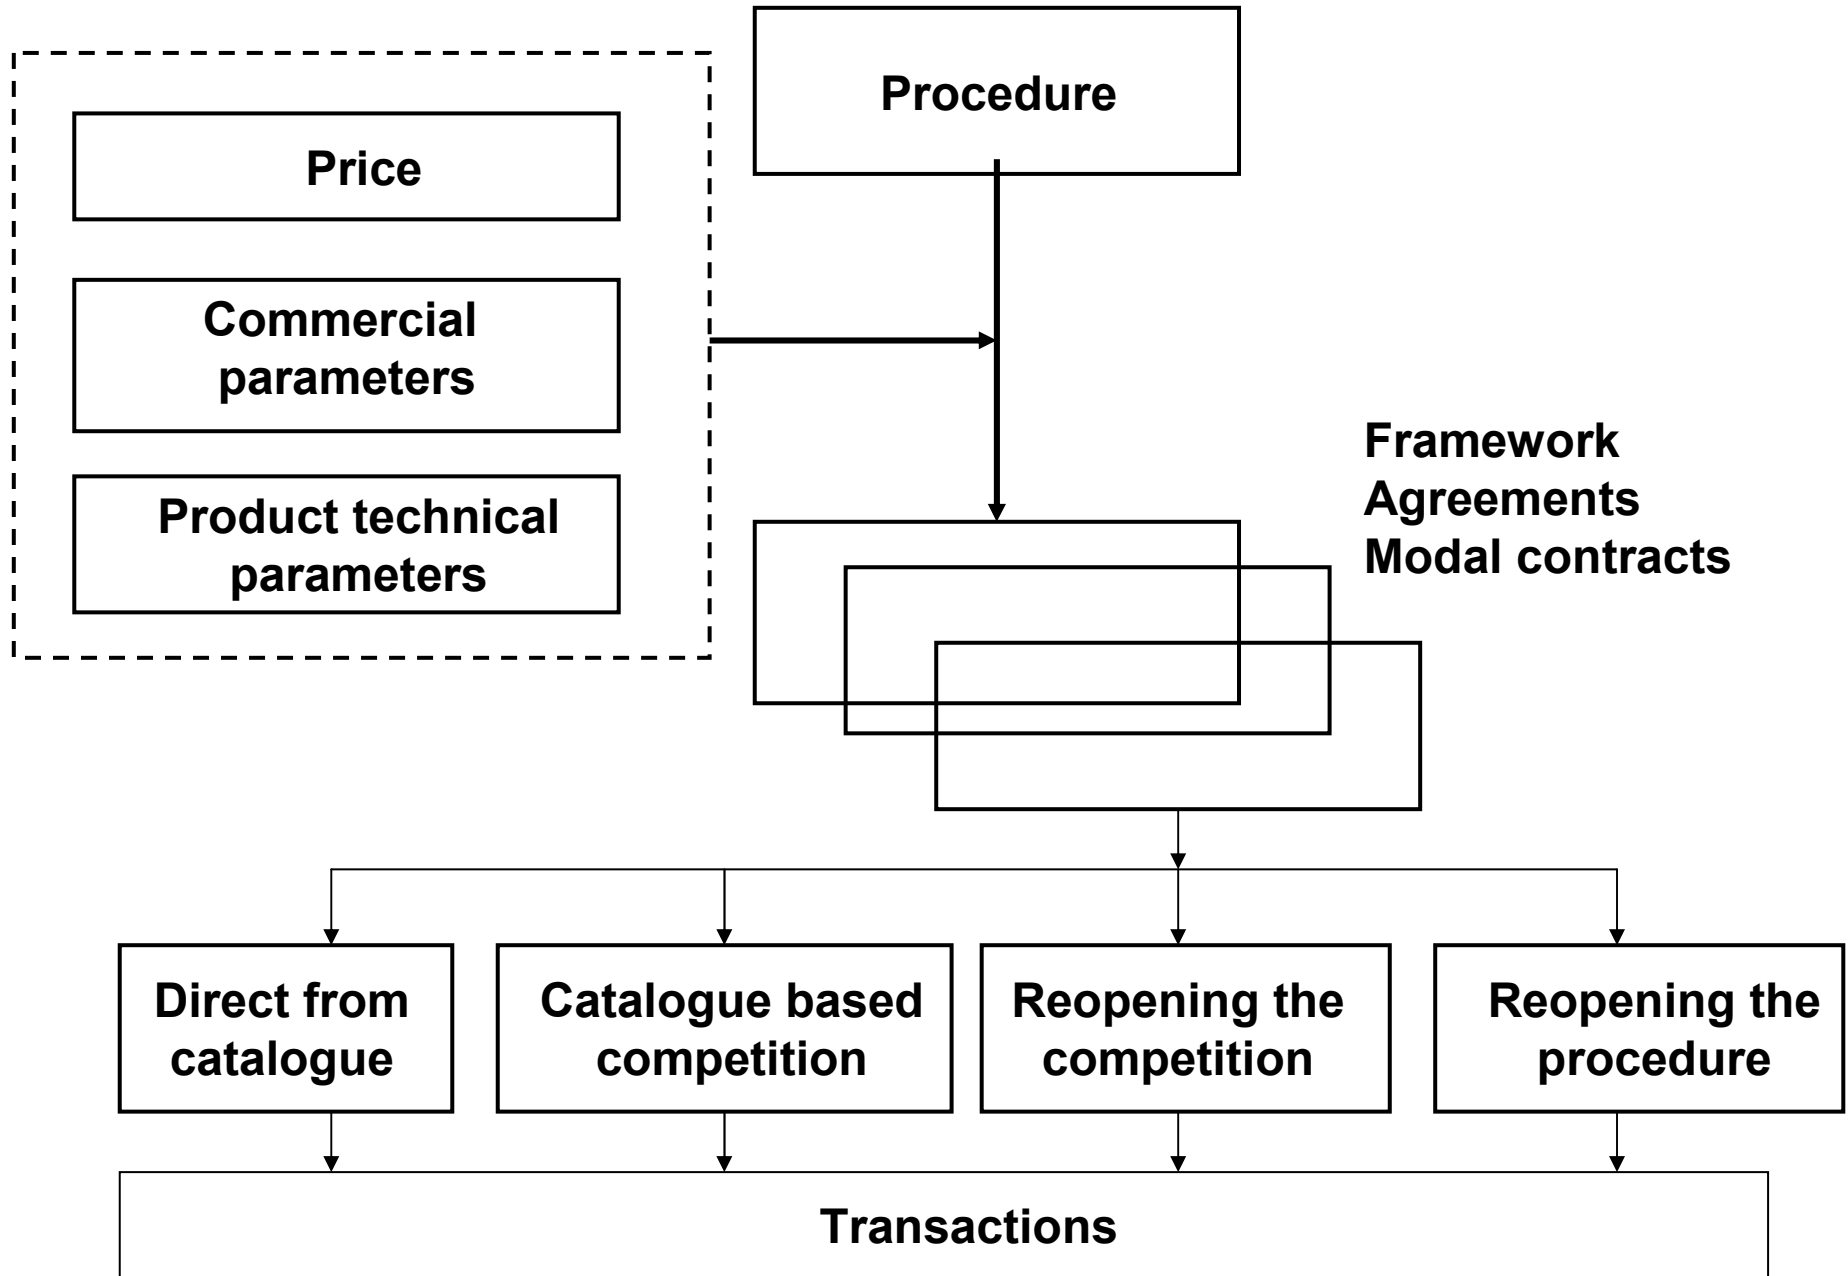 Procedure
Price
Commercial
parameters
Product technical
parameters
Framework
Agreements
Modal contracts
Direct from
catalogue
Catalogue based
competition
Reopening the
competition
Reopening the
procedure
Transactions